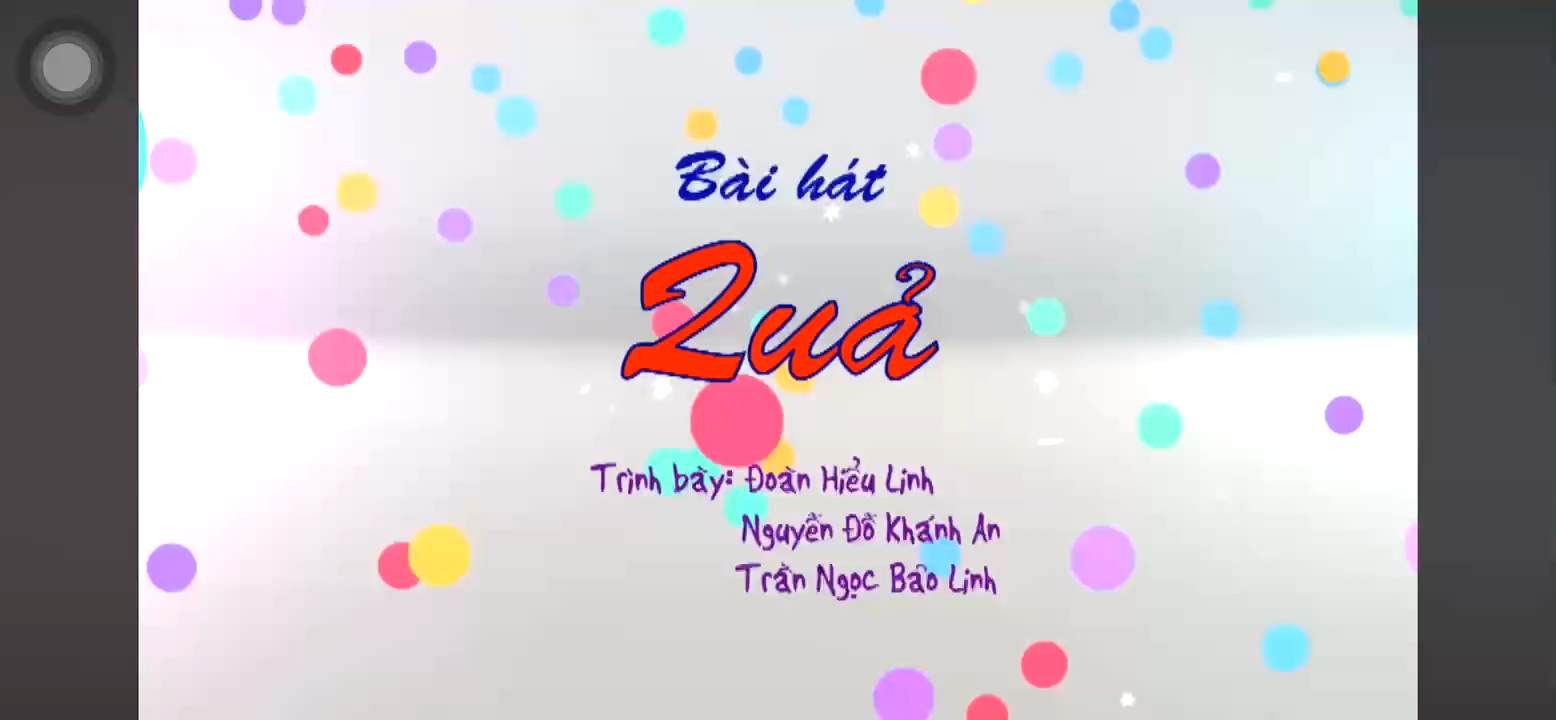 Bài hát
Quả
Trình bày: Đoàn Hiểu Linh
Nguyễn Đỗ Khánh An
Trần Ngọc Bảo Linh